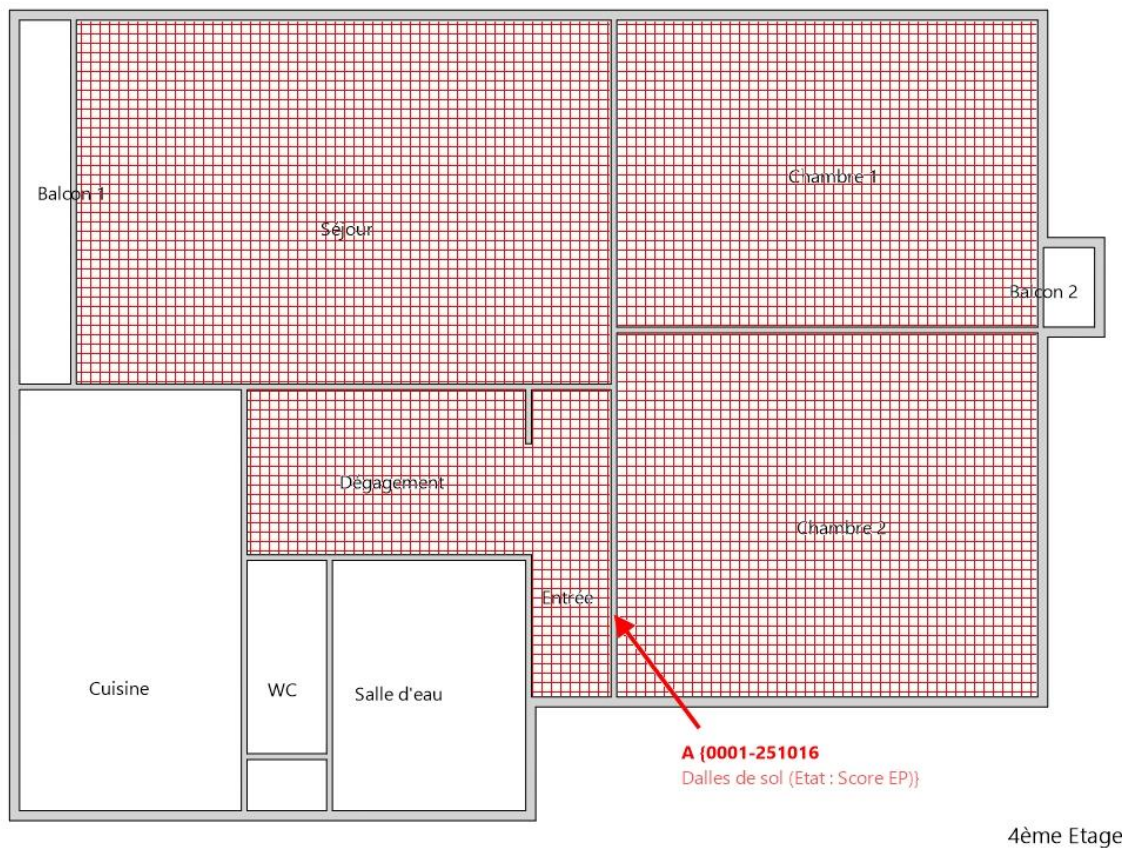 Chambre 1
Balcon 1
Séjour
Balcon 2
Dégagement
Chambre 2
Entrée
Cuisine
WC
Salle d'eau
A {0001-251016
Dalles de sol (Etat : Score EP)}
4ème Etage